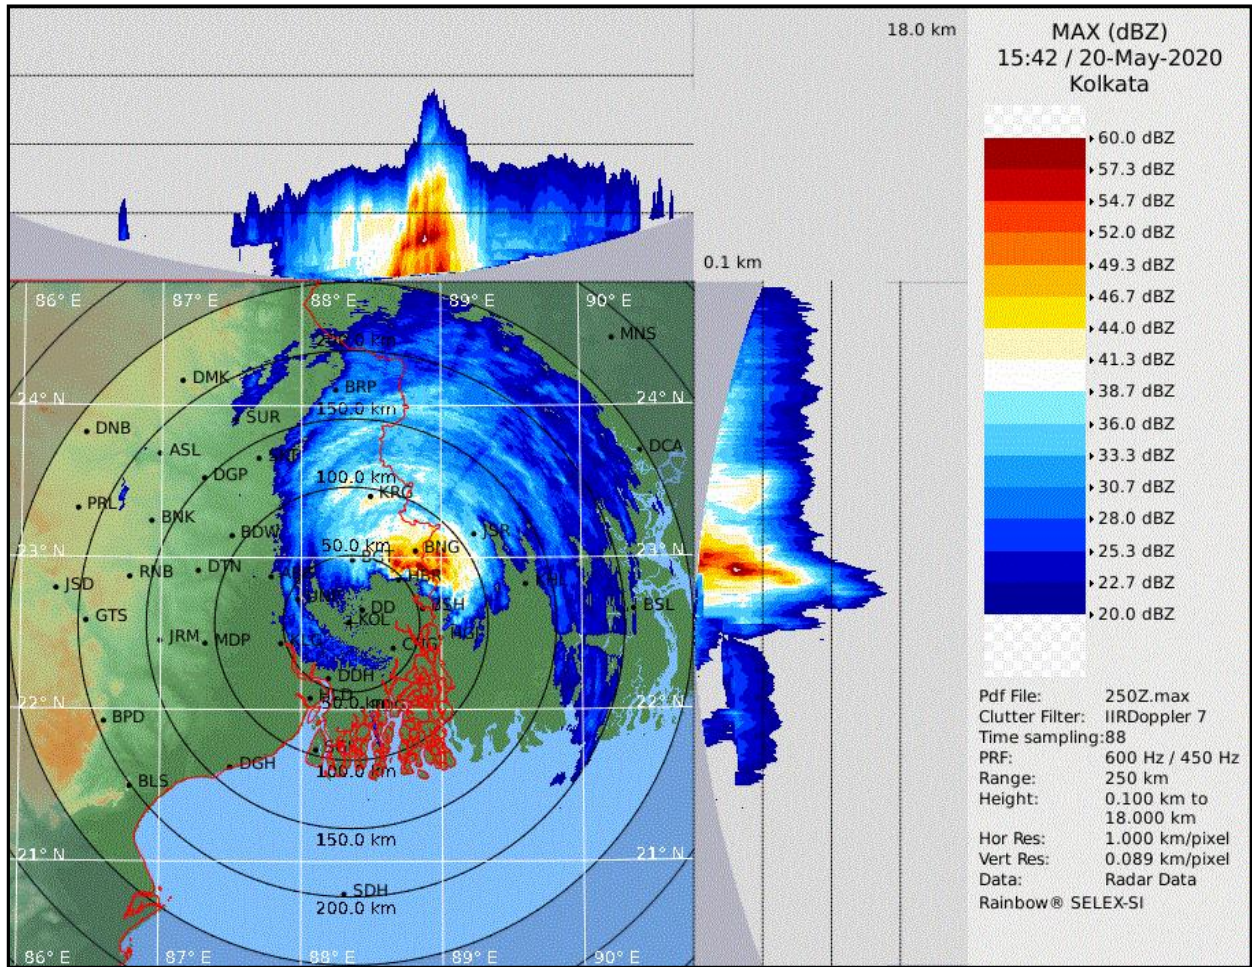 18.0 km
0.1 km
MAX (dBZ)
15:42 / 20-May-2020
Kolkata
60.0 dBZ
57.3 dBZ
54.7 dBZ
52.0 dBZ
49.3 dBZ
46.7 dBZ
44.0 dBZ
41.3 dBZ
38.7 dBZ
36.0 dBZ
33.3 dBZ
30.7 dBZ
28.0 dBZ
25.3 dBZ
22.7 dBZ
20.0 dBZ
Pdf File: 250Z.max
Clutter Filter: IIRDoppler 7
Time sampling:88
PRF: 600 Hz / 450 Hz
Range: 250 km
Height: 0.100 km to
18.000 km
Hor Res: 1.000 km/pixel
Vert Res: 0.089 km/pixel
Data: Radar Data
Rainbow® SELEX-SI
86° E 87° E 88° E 89° E 90° E
MNS
DMK
BRP
24° N 24° N
150.0 km
SUR
DNB
DCA
ASL
DGP
100.0 km
KRG
PRL
BNK
BDW
JSR
50.0 km
BNG
23° N 23° N
RNB
DTN
HBR
JSD
KHL
DD
BSH
BSL
GTS
KOL
JRM
MDP
CNG
DDH
HLD
50.0 km
22° N 22° N
BPD
DGH
100.0 km
BLS
150.0 km
21° N 21° N
SDH
200.0 km
86° E 87° E 88° E 89° E 90° E